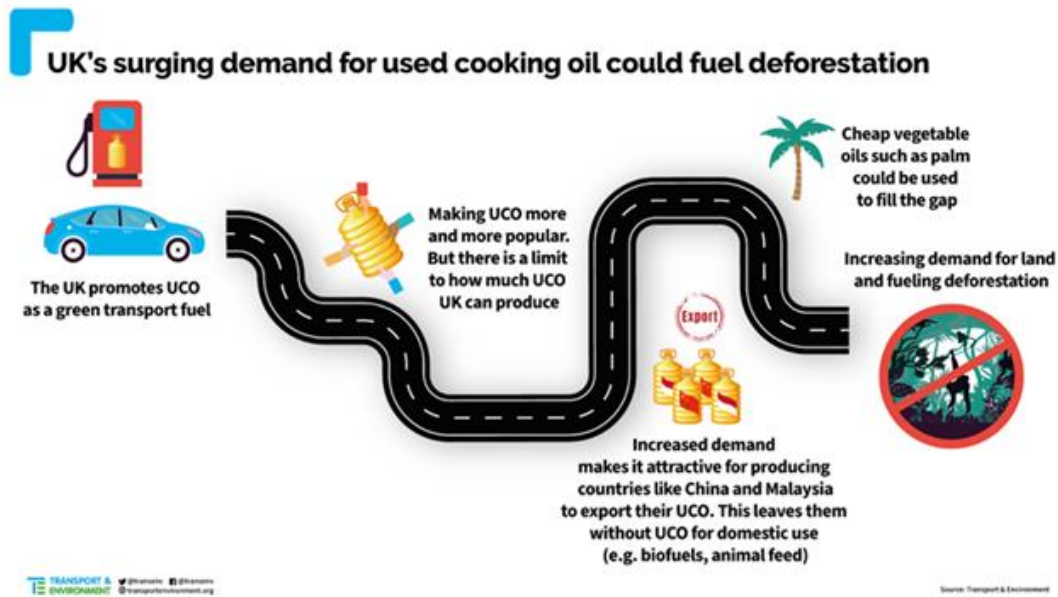 UK's surging demand for used cooking oil could fuel deforestation
The UK promotes UCO
as a green transport fuel
Making UCO more
and more popular.
But there is a limit
to how much UCO
UK can produce
Export
Increased demand
makes it attractive for producing
countries like China and Malaysia
to export their UCO. This leaves them
without UCO for domestic use
(e.g. biofuels, animal feed)
Cheap vegetable
oils such as palm
could be used
to fill the gap
Increasing demand for land
and fueling deforestation
TRANSPORT &
ENVIRONMENT
@transenv @transenv
transportenvironment.org
Source: Transport & Environment